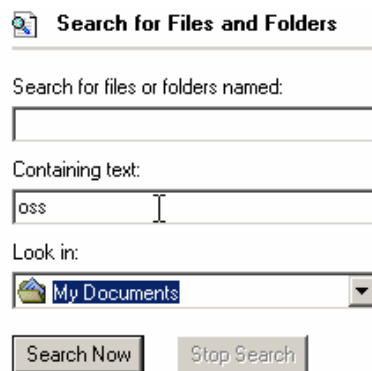 Search for Files and Folders
Search for files or folders named:
Containing text:
oss
Look in:
My Documents
Search Now Stop Search